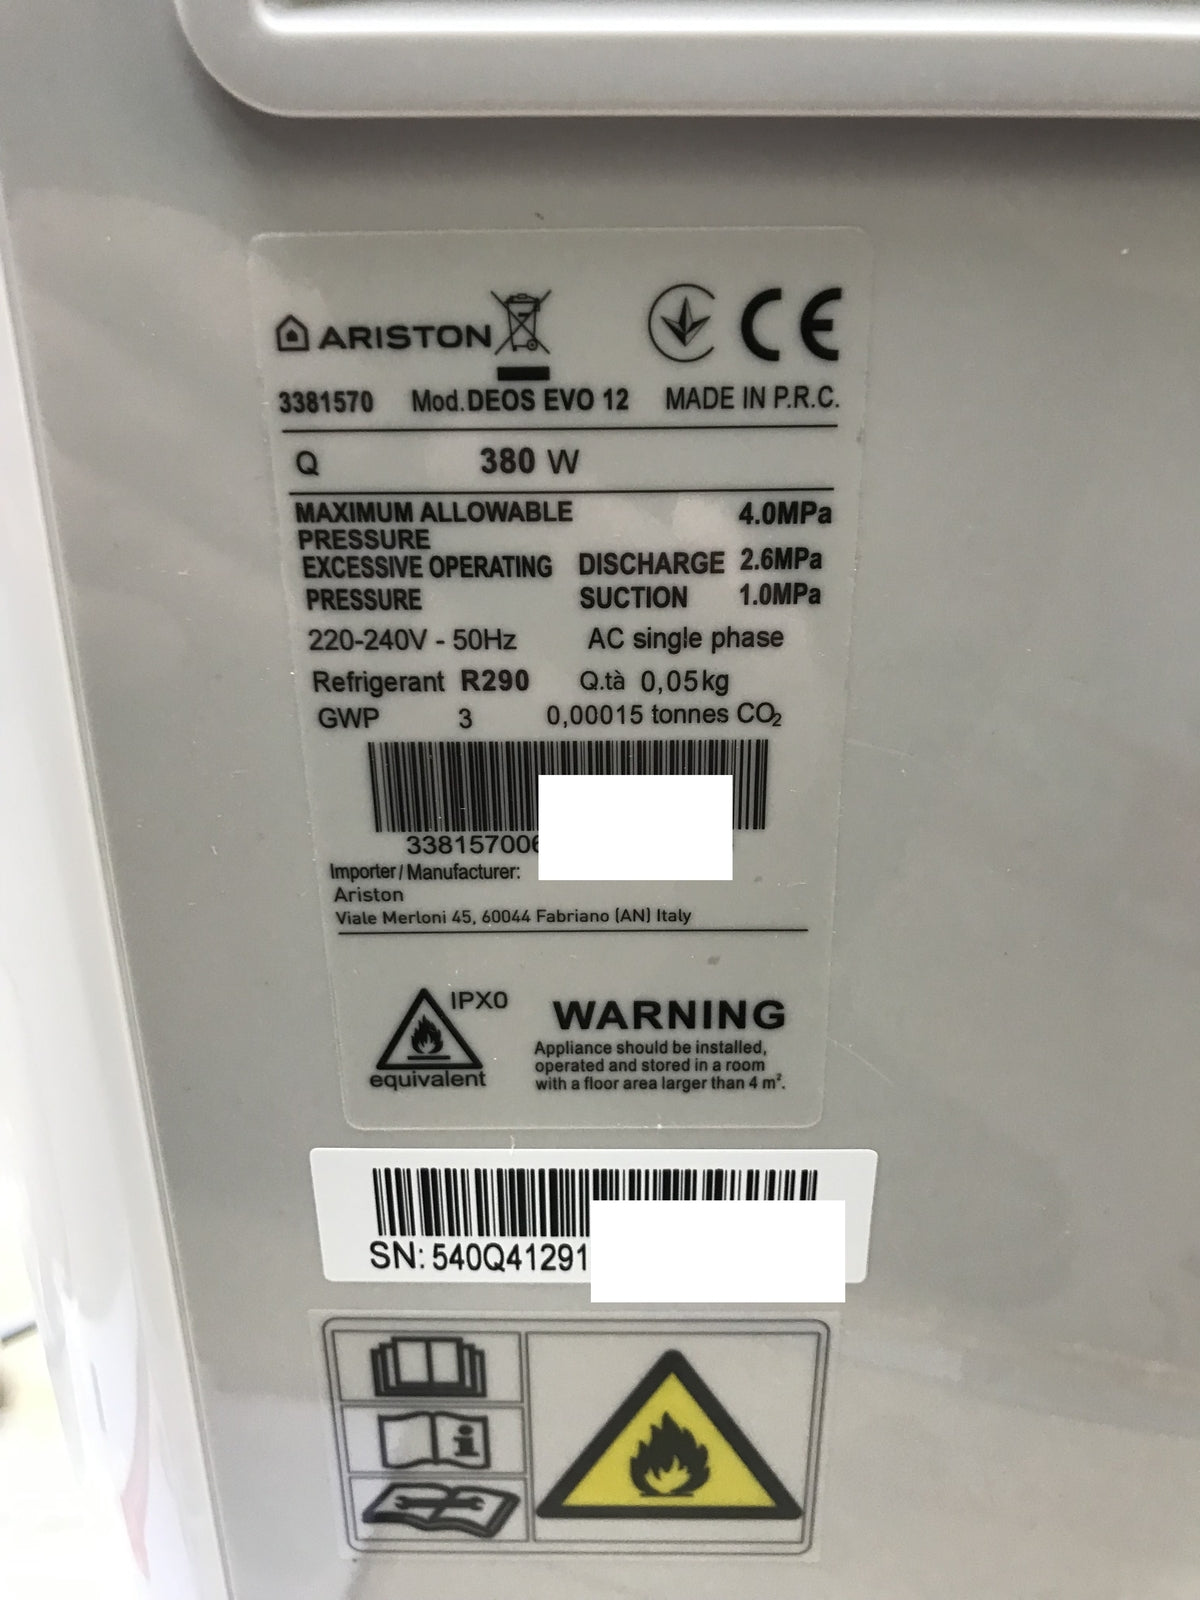 ARISTON
CE
3381570 Mod. DEOS EVO 12 MADE IN P.R.C.
Q 380 W
MAXIMUM ALLOWABLE PRESSURE 4.0MPa
EXCESSIVE OPERATING PRESSURE DISCHARGE 2.6MPa
SUCTION 1.0MPa
220-240V - 50Hz AC single phase
Refrigerant R290 Q.tà 0,05kg
GWP 3 0,00015 tonnes CO₂
338157006
Importer / Manufacturer:
Ariston
Viale Merloni 45, 60044 Fabriano (AN) Italy
IPX0
equivalent
WARNING
Appliance should be installed,
operated and stored in a room
with a floor area larger than 4 m².
SN: 540Q41291